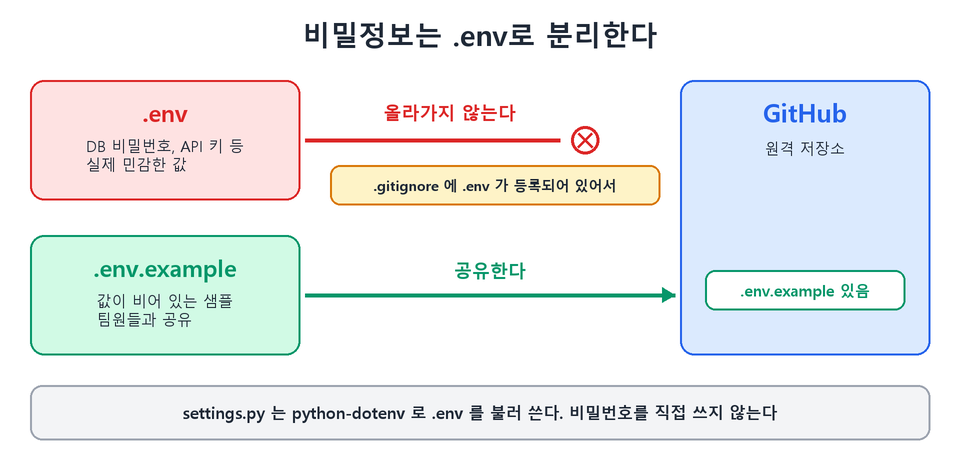 비밀정보는 .env로 분리한다
.env
DB 비밀번호, API 키 등
실제 민감한 값
올라가지 않는다
.gitignore 에 .env 가 등록되어 있어서
GitHub
원격 저장소
.env.example
값이 비어 있는 샘플
팀원들과 공유
공유한다
.env.example 있음
settings.py 는 python-dotenv 로 .env 를 불러 쓴다. 비밀번호를 직접 쓰지 않는다